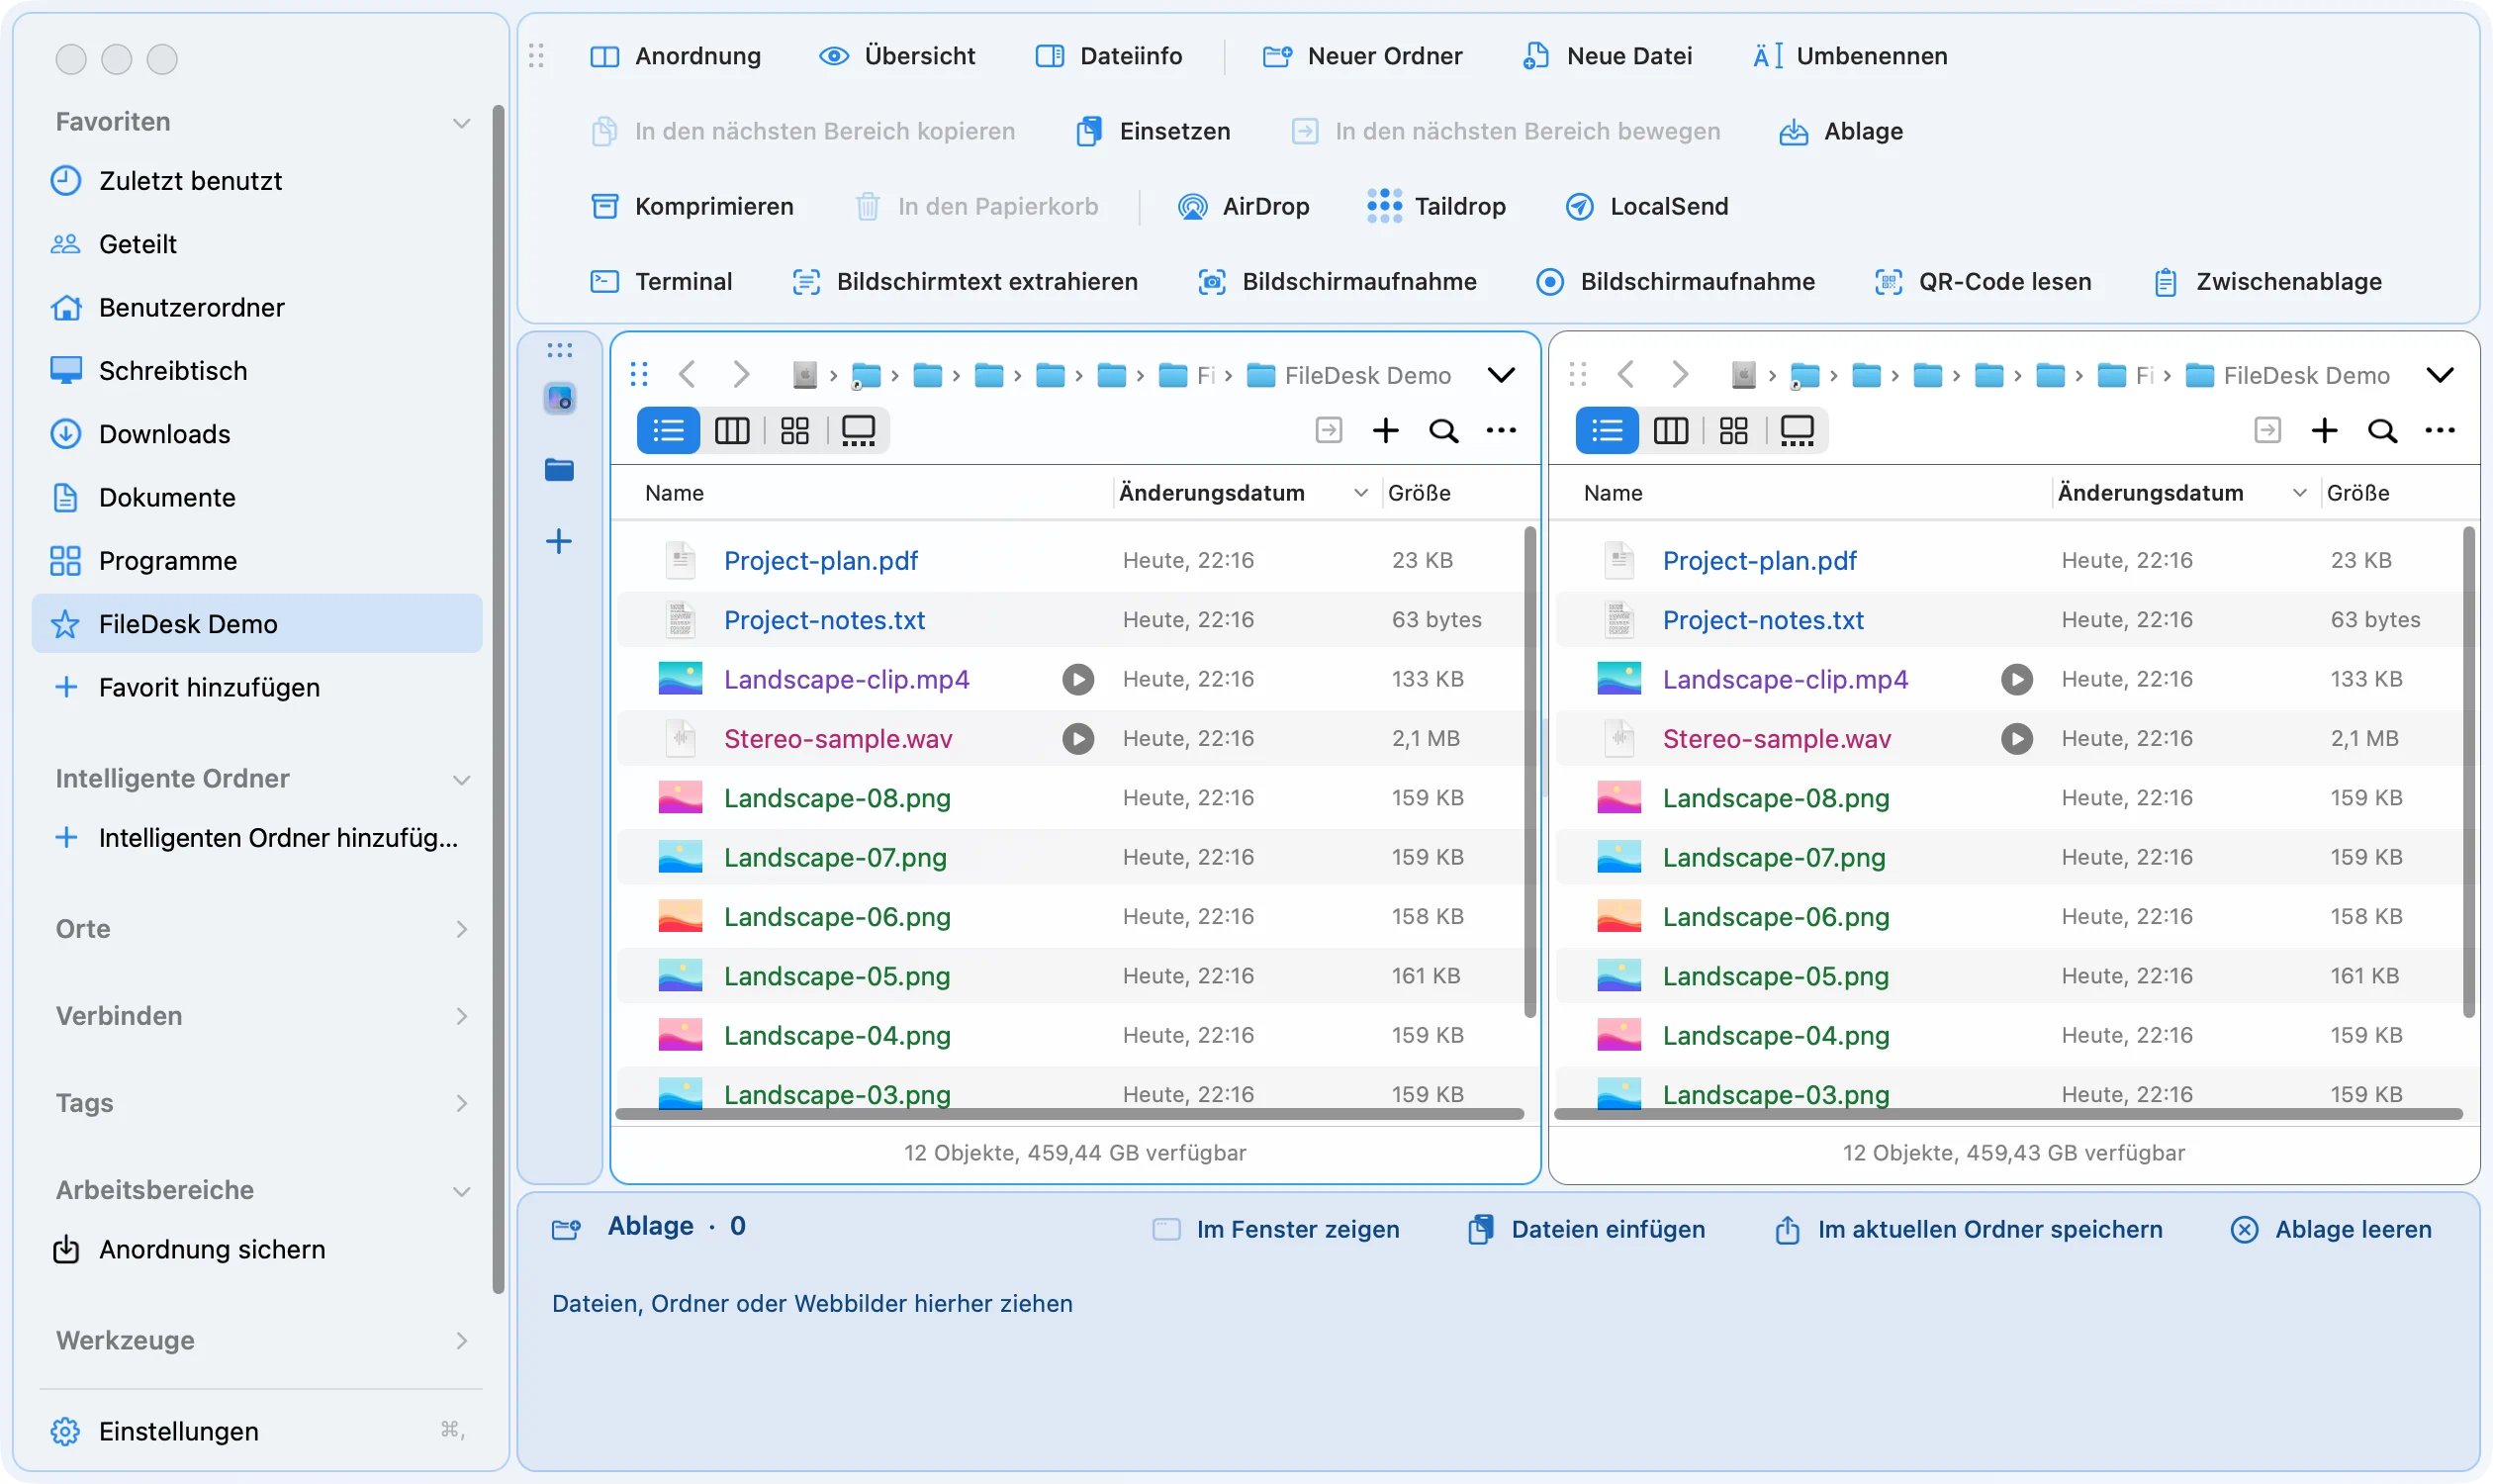 Favoriten
Zuletzt benutzt
Geteilt
Benutzerordner
Schreibtisch
Downloads
Dokumente
Programme
FileDesk Demo
Favorit hinzufügen
Intelligente Ordner
Intelligenten Ordner hinzufüg...
Orte
Verbinden
Tags
Arbeitsbereiche
Anordnung sichern
Werkzeuge
Einstellungen ⌘,
Anordnung Übersicht Dateiinfo Neuer Ordner Neue Datei Umbenennen
In den nächsten Bereich kopieren Einsetzen In den nächsten Bereich bewegen Ablage
Komprimieren In den Papierkorb AirDrop Taildrop LocalSend
Terminal Bildschirmtext extrahieren Bildschirmaufnahme Bildschirmaufnahme QR-Code lesen Zwischenablage
Fi FileDesk Demo
Name Änderungsdatum Größe
Project-plan.pdf Heute, 22:16 23 KB
Project-notes.txt Heute, 22:16 63 bytes
Landscape-clip.mp4 Heute, 22:16 133 KB
Stereo-sample.wav Heute, 22:16 2,1 MB
Landscape-08.png Heute, 22:16 159 KB
Landscape-07.png Heute, 22:16 159 KB
Landscape-06.png Heute, 22:16 158 KB
Landscape-05.png Heute, 22:16 161 KB
Landscape-04.png Heute, 22:16 159 KB
Landscape-03.png Heute, 22:16 159 KB
12 Objekte, 459,44 GB verfügbar
Fi FileDesk Demo
Name Änderungsdatum Größe
Project-plan.pdf Heute, 22:16 23 KB
Project-notes.txt Heute, 22:16 63 bytes
Landscape-clip.mp4 Heute, 22:16 133 KB
Stereo-sample.wav Heute, 22:16 2,1 MB
Landscape-08.png Heute, 22:16 159 KB
Landscape-07.png Heute, 22:16 159 KB
Landscape-06.png Heute, 22:16 158 KB
Landscape-05.png Heute, 22:16 161 KB
Landscape-04.png Heute, 22:16 159 KB
Landscape-03.png Heute, 22:16 159 KB
12 Objekte, 459,43 GB verfügbar
Ablage · 0 Im Fenster zeigen Dateien einfügen Im aktuellen Ordner speichern Ablage leeren
Dateien, Ordner oder Webbilder hierher ziehen